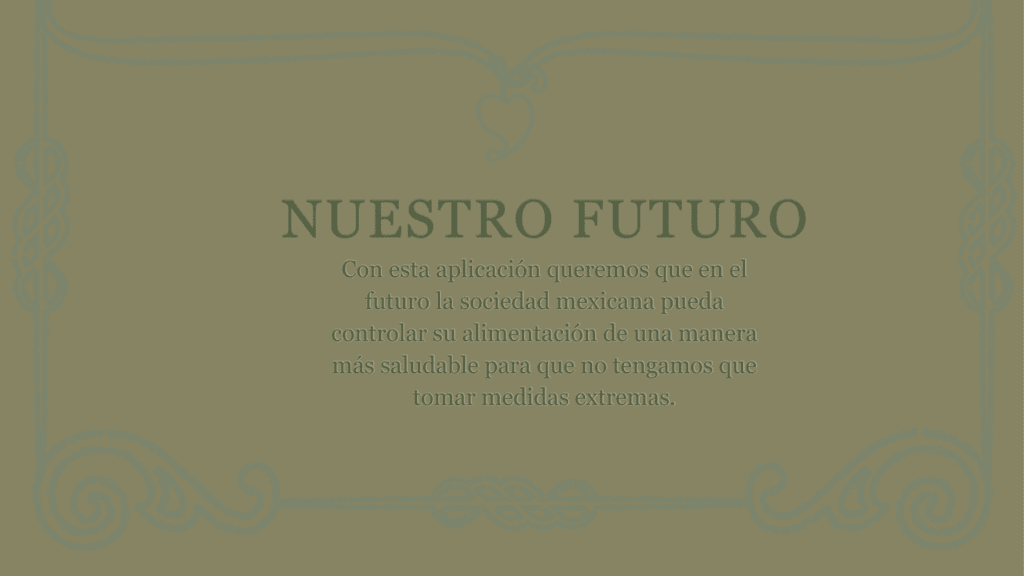 NUESTRO FUTURO
Con esta aplicación queremos que en el
futuro la sociedad mexicana pueda
controlar su alimentación de una manera
más saludable para que no tengamos que
tomar medidas extremas.